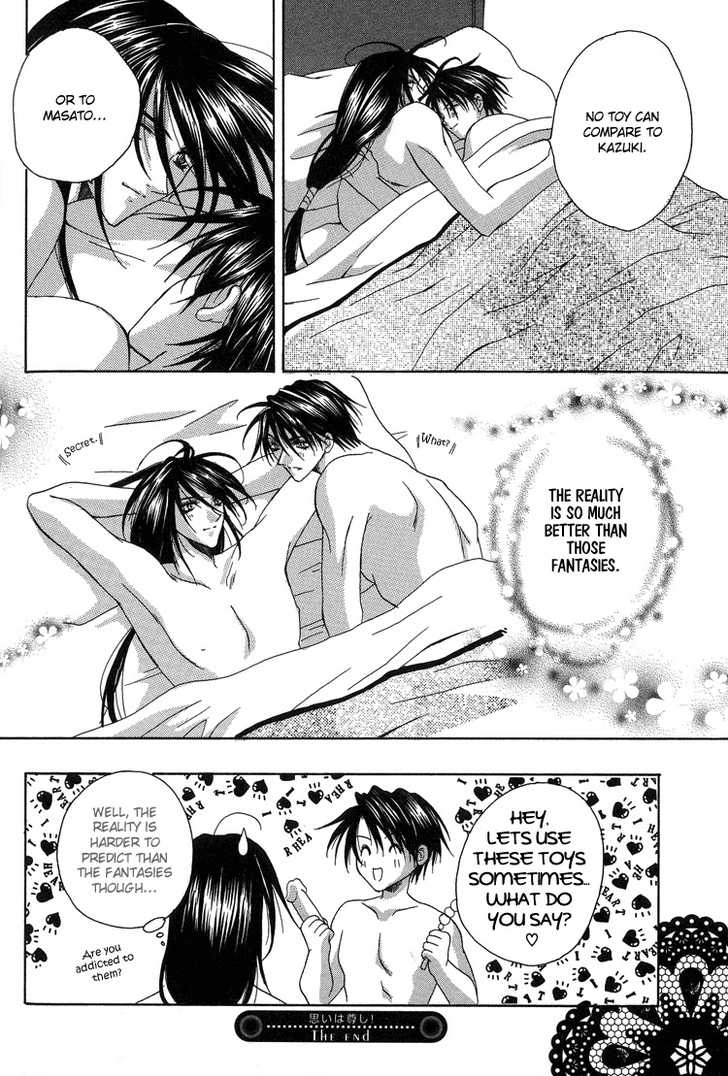 NO TOY CAN
COMPARE TO
KAZUKI.
OR TO
MASATO...
What?
Secret.
THE REALITY
IS SO MUCH
BETTER THAN
THOSE
FANTASIES.
HEY,
LETS USE
THESE TOYS
SOMETIMES...
WHAT DO
YOU SAY?
♡
WELL, THE
REALITY IS
HARDER TO
PREDICT THAN
THE FANTASIES
THOUGH...
Are you
addicted to
them?
思いは尊し!
The End